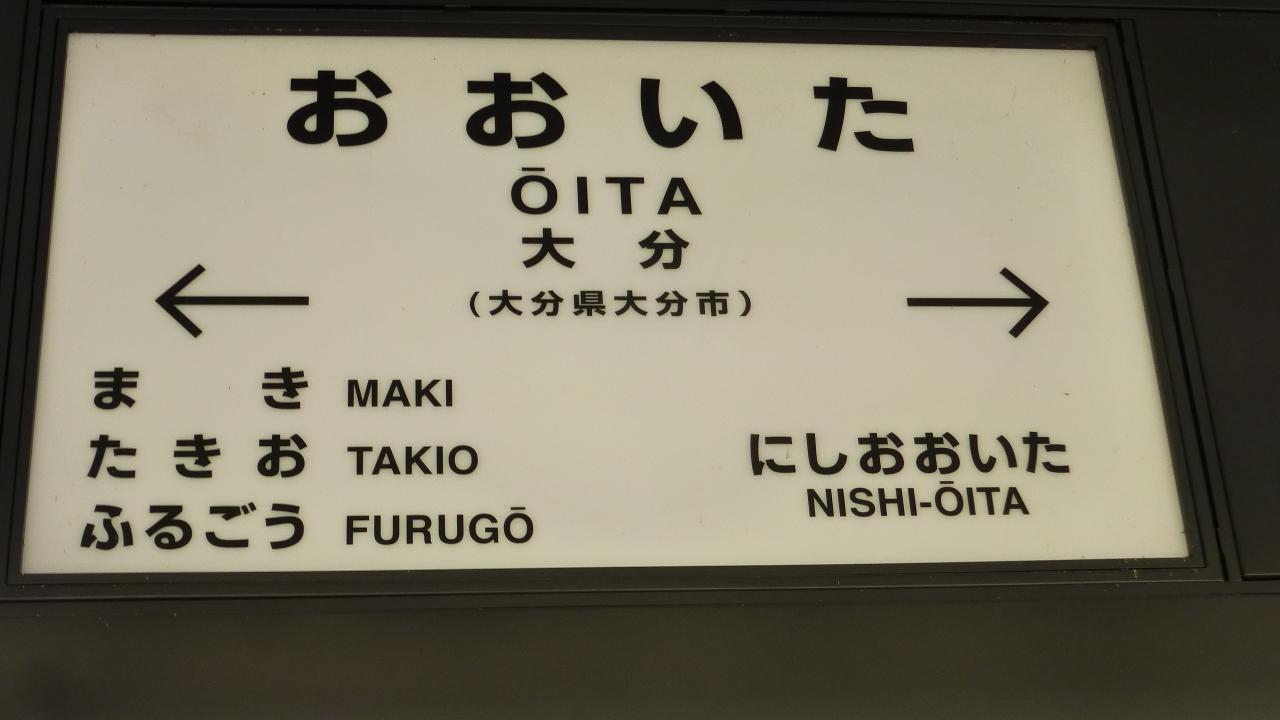 おおいた
ŌITA
大分
(大分県大分市)
まき MAKI
たきお TAKIO
ふるごう FURUGŌ
にしおおいた
NISHI-ŌITA